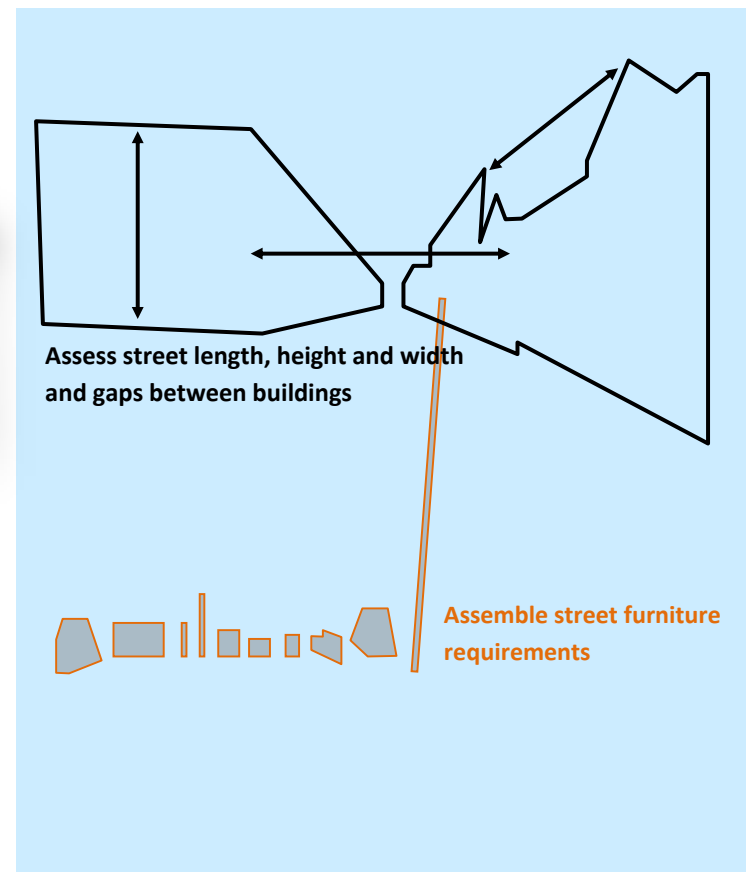 Assess street length, height and width
and gaps between buildings
Assemble street furniture
requirements